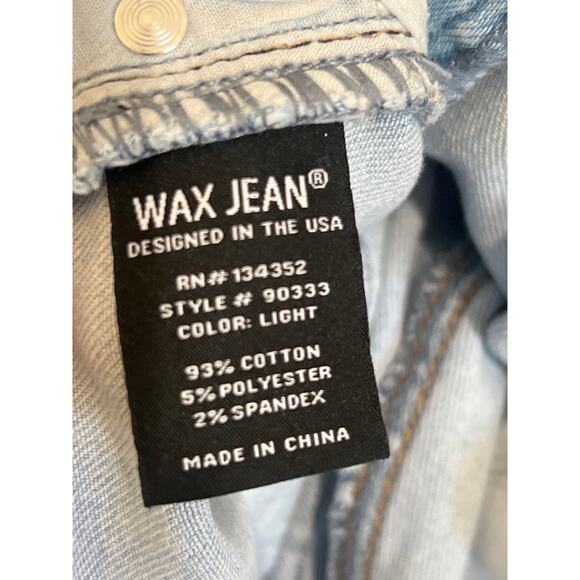 WAX JEAN®
DESIGNED IN THE USA
RN# 134352
STYLE # 90333
COLOR: LIGHT
93% COTTON
5% POLYESTER
2% SPANDEX
MADE IN CHINA